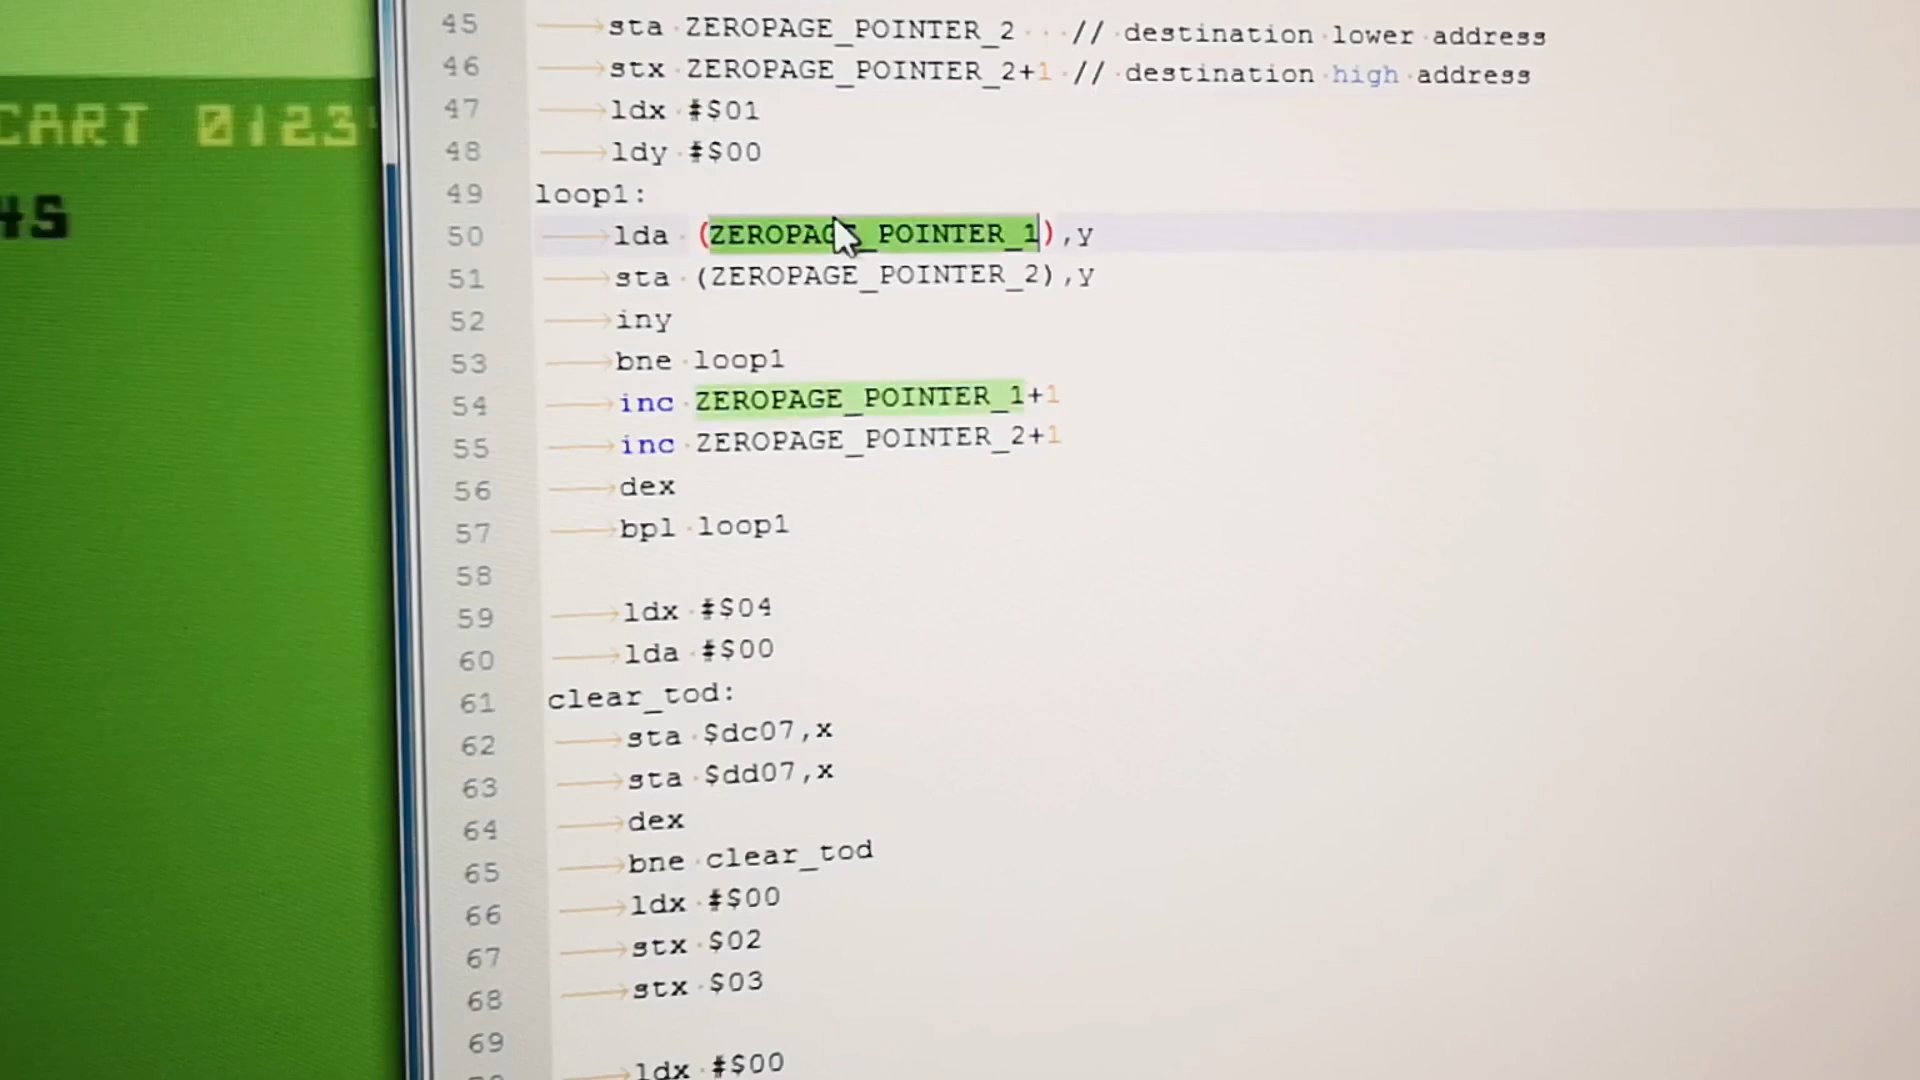 CART 0123
45
45 sta ZEROPAGE_POINTER_2 // destination lower address
46 stx ZEROPAGE_POINTER_2+1 // destination high address
47 ldx #$01
48 ldy #$00
49 loop1:
50 lda (ZEROPAGE_POINTER_1),y
51 sta (ZEROPAGE_POINTER_2),y
52 iny
53 bne loop1
54 inc ZEROPAGE_POINTER_1+1
55 inc ZEROPAGE_POINTER_2+1
56 dex
57 bpl loop1
58
59 ldx #$04
60 lda #$00
61 clear_tod:
62 sta $dc07,x
63 sta $dd07,x
64 dex
65 bne clear_tod
66 ldx #$00
67 stx $02
68 stx $03
69
ldx #$00